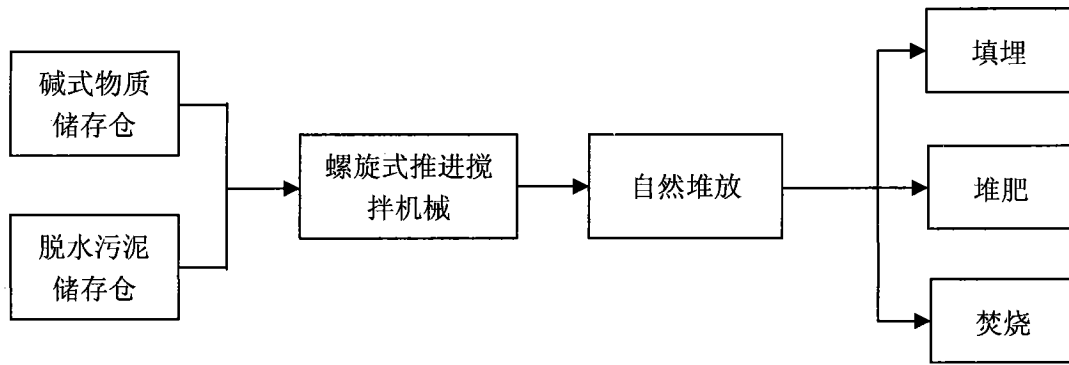 碱式物质
储存仓
脱水污泥
储存仓
螺旋式推进搅
拌机械
自然堆放
填埋
堆肥
焚烧